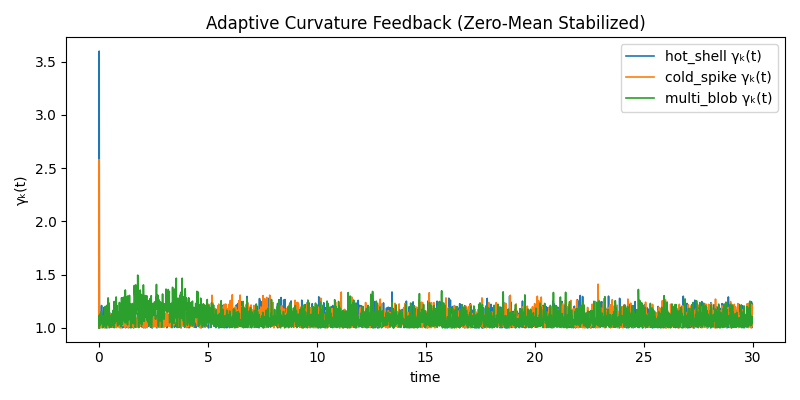 Adaptive Curvature Feedback (Zero-Mean Stabilized)
hot_shell γₖ(t)
cold_spike γₖ(t)
multi_blob γₖ(t)
γₖ(t)
3.5
3.0
2.5
2.0
1.5
1.0
0
5
10
15
20
25
30
time